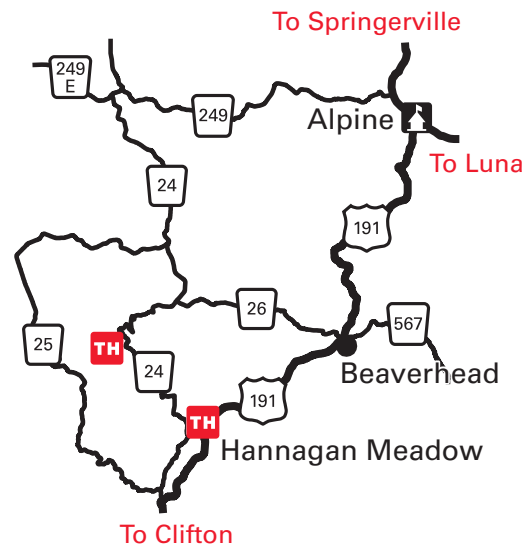 To Springerville
249
E
249
Alpine
To Luna
24
191
26
567
25
TH
24
Beaverhead
191
TH
Hannagan Meadow
To Clifton